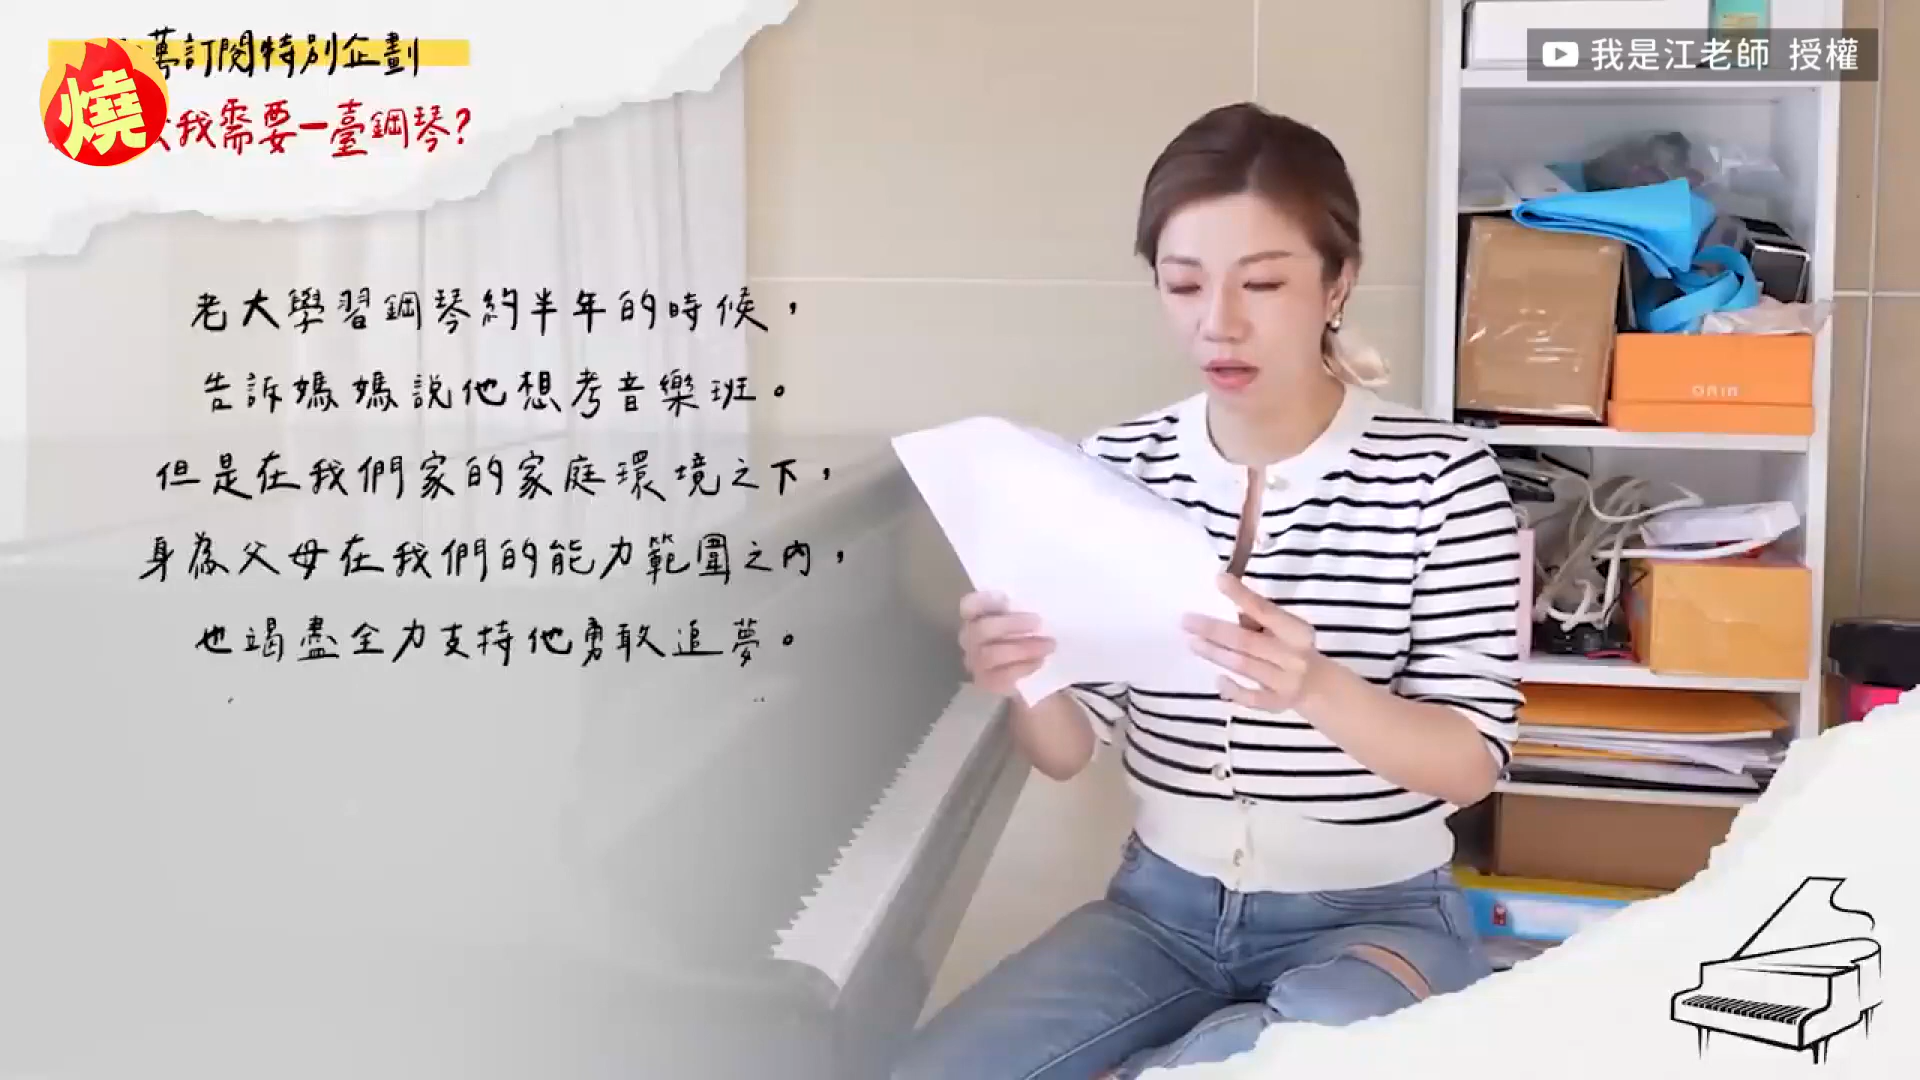 萬訂閱特別企劃
燒
我需要一臺鋼琴?
我是江老師 授權
老大學習鋼琴約半年的時候，
告訴媽媽說他想考音樂班。
但是在我們家的家庭環境之下，
身為父母在我們的能力範圍之內，
也竭盡全力支持他勇敢追夢。